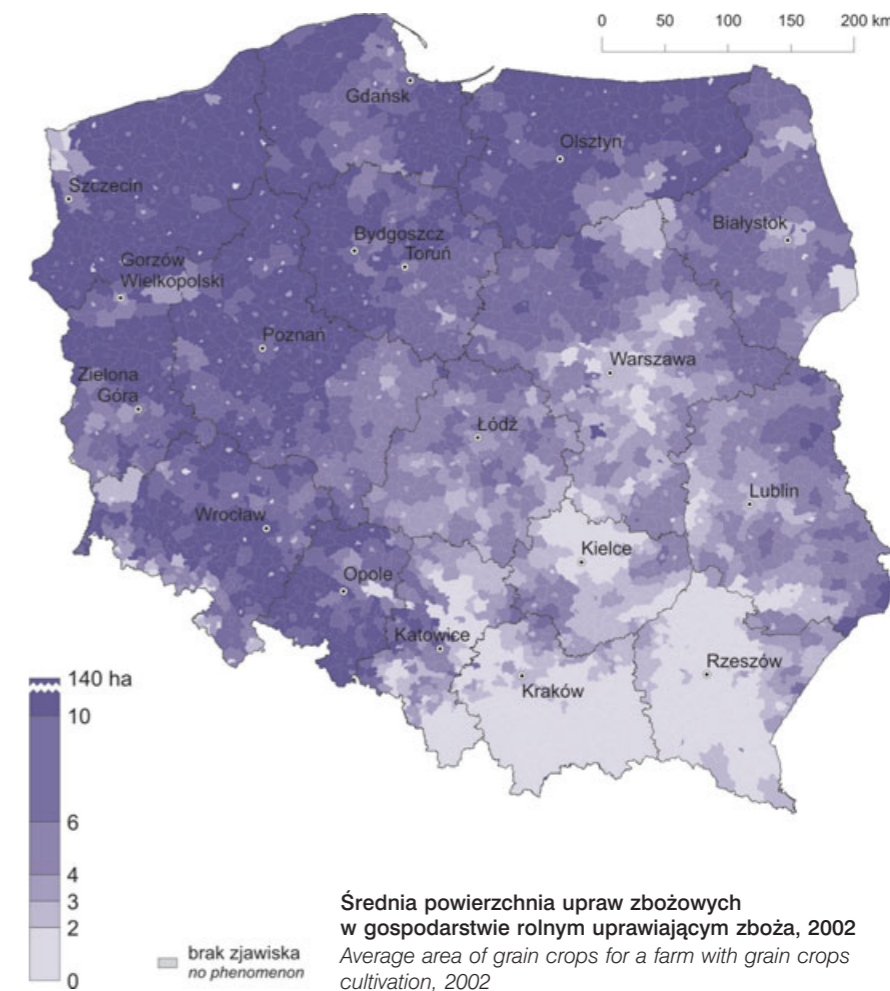 0 50 100 150 200 km
Gdańsk
Olsztyn
Szczecin
Białystok
Bydgoszcz
Toruń
Gorzów
Wielkopolski
Poznań
Warszawa
Zielona
Góra
Łódź
Lublin
Wrocław
Kielce
Opole
Katowice
Rzeszów
Kraków
140 ha
10
6
4
3
2
0
brak zjawiska
no phenomenon
Średnia powierzchnia upraw zbożowych
w gospodarstwie rolnym uprawiającym zboża, 2002
Average area of grain crops for a farm with grain crops
cultivation, 2002